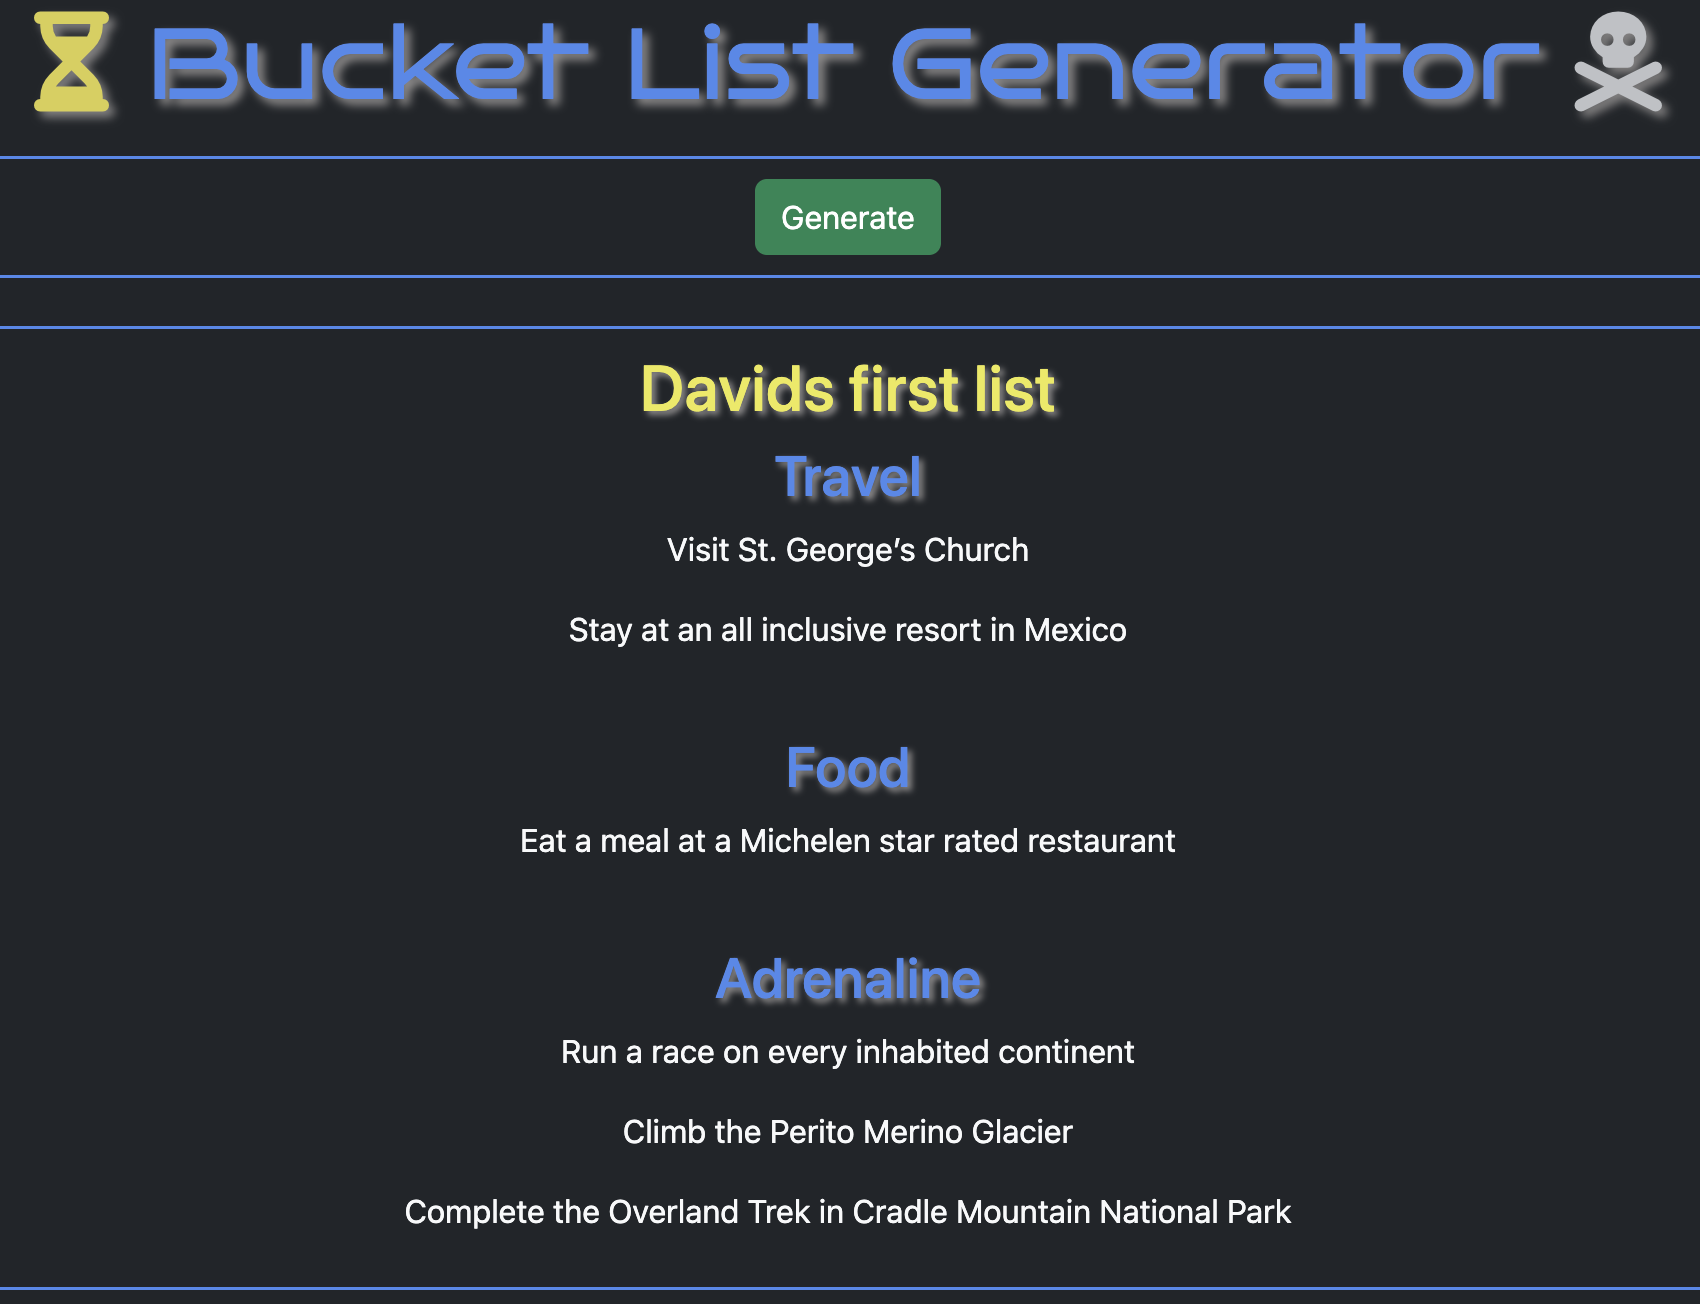 Bucket List Generator
Generate
Davids first list
Travel
Visit St. George’s Church
Stay at an all inclusive resort in Mexico
Food
Eat a meal at a Michelen star rated restaurant
Adrenaline
Run a race on every inhabited continent
Climb the Perito Merino Glacier
Complete the Overland Trek in Cradle Mountain National Park